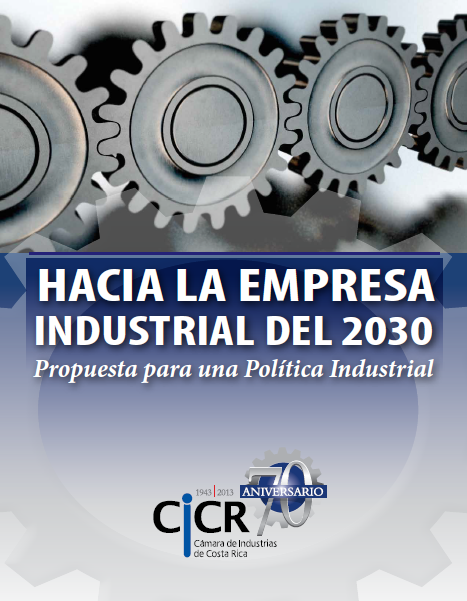 HACIA LA EMPRESA
INDUSTRIAL DEL 2030
Propuesta para una Política Industrial
1943|2013
70
ANIVERSARIO
CiCR
Cámara de Industrias
de Costa Rica